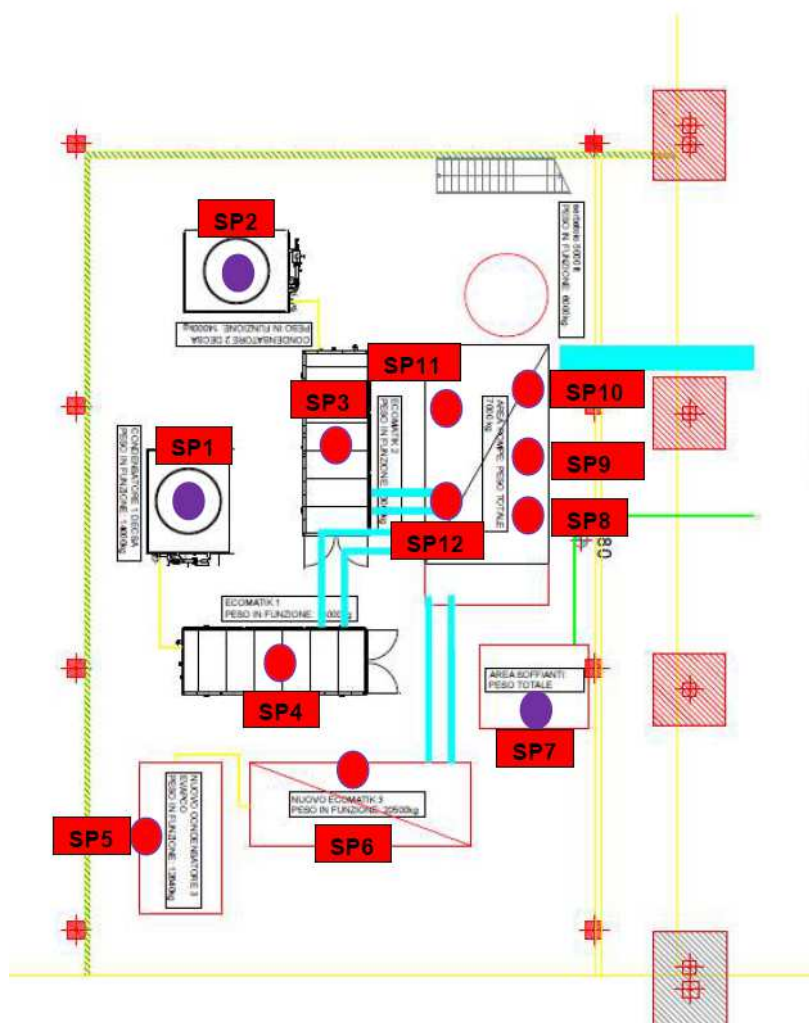 SP2
CONDENSATORE 2 DECSA
PESO IN FUNZIONE: 14000kg
serbatoio 5000 lt
PESO IN FUNZIONE: 6000kg
SP11
SP3
SP10
ECOMATIK 2
PESO IN FUNZIONE:
AREA POMPE: PESO TOTALE
7000 kg
SP1
CONDENSATORE 1 DECSA
PESO IN FUNZIONE: 14000kg
SP9
SP8
SP12
80
ECOMATIK 1
PESO IN FUNZIONE:
SP4
AREA SOFFIANTI
PESO TOTALE
SP7
NUOVO CONDENSATORE 3
EVAPCO
PESO IN FUNZIONE:
SP5
NUOVO ECOMATIK 3
PESO IN FUNZIONE: 20500kg
SP6